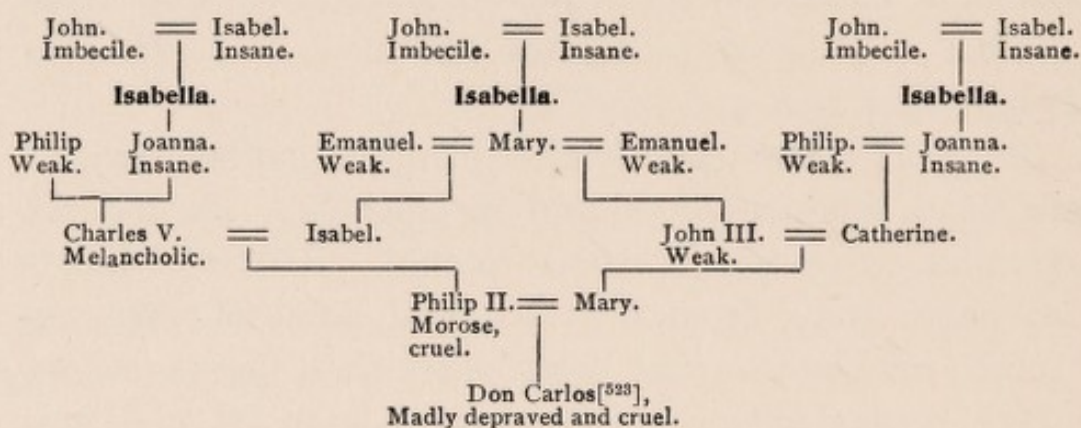 John. Isabel. John. Isabel. John. Isabel.
Imbecile. Insane. Imbecile. Insane. Imbecile. Insane.
Isabella. Isabella. Isabella.
Philip Joanna. Emanuel. Mary. Emanuel. Philip. Joanna.
Weak. Insane. Weak. Weak. Weak. Insane.
Charles V. Isabel. John III. Catherine.
Melancholic. Weak.
Philip II. Mary.
Morose,
cruel.
Don Carlos[⁵²³],
Madly depraved and cruel.